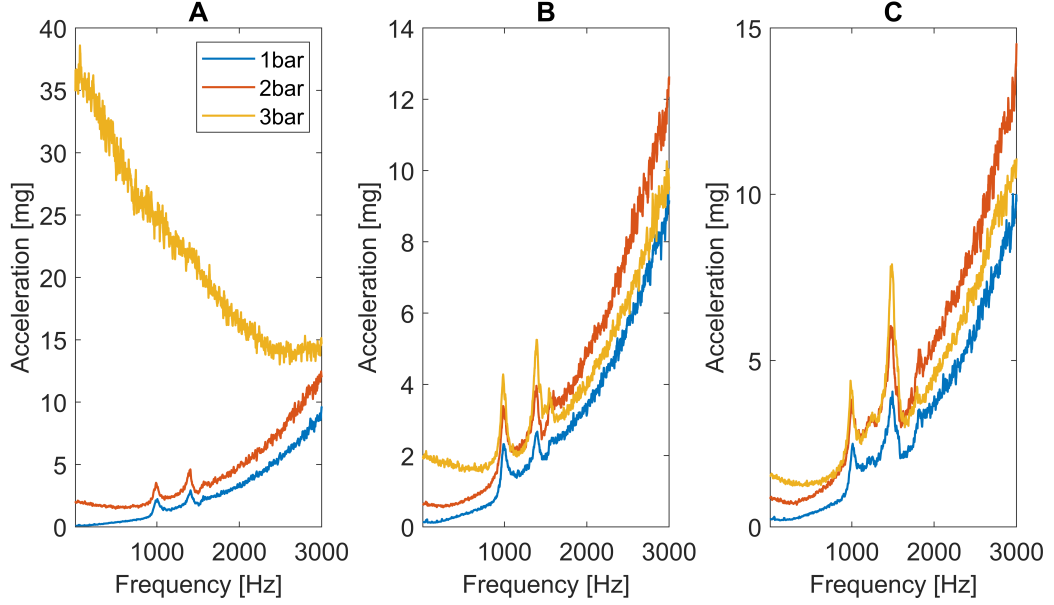 A
Acceleration [mg]
40
35
30
25
20
15
10
5
0
1000 2000 3000
Frequency [Hz]
1bar
2bar
3bar
B
Acceleration [mg]
14
12
10
8
6
4
2
0
1000 2000 3000
Frequency [Hz]
C
Acceleration [mg]
15
10
5
0
1000 2000 3000
Frequency [Hz]